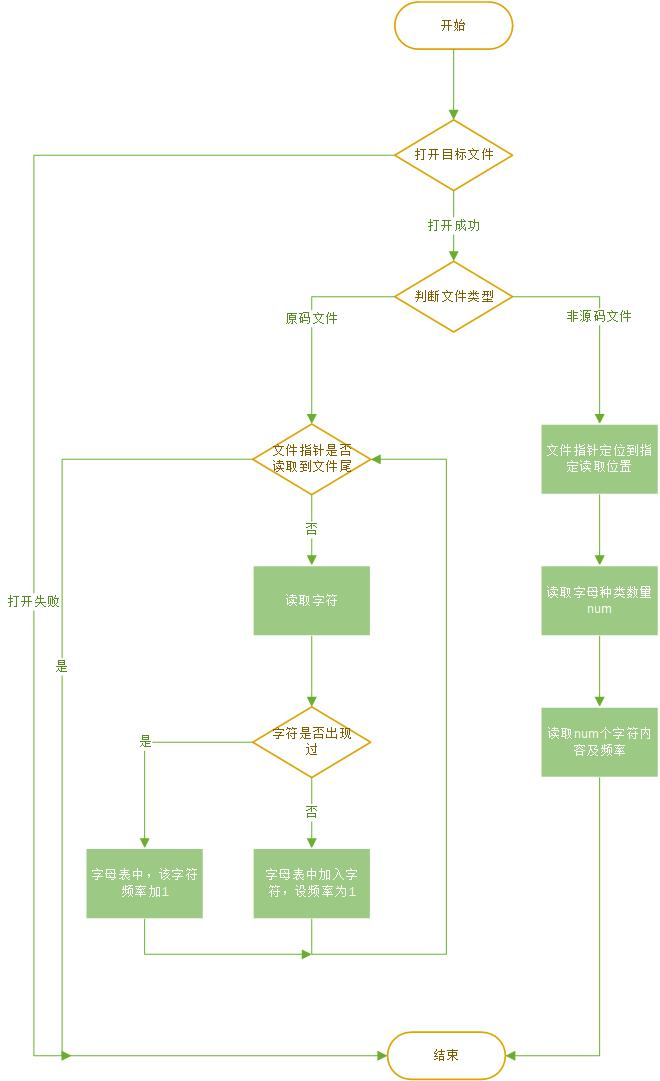 开始
打开目标文件
打开成功
判断文件类型
原码文件
非源码文件
文件指针是否
读取到文件尾
文件指针定位到指
定读取位置
否
读取字符
读取字母种类数量
num
打开失败
是
字符是否出现
过
是
读取num个字符内
容及频率
否
字母表中，该字符
频率加1
字母表中加入字
符，设频率为1
结束